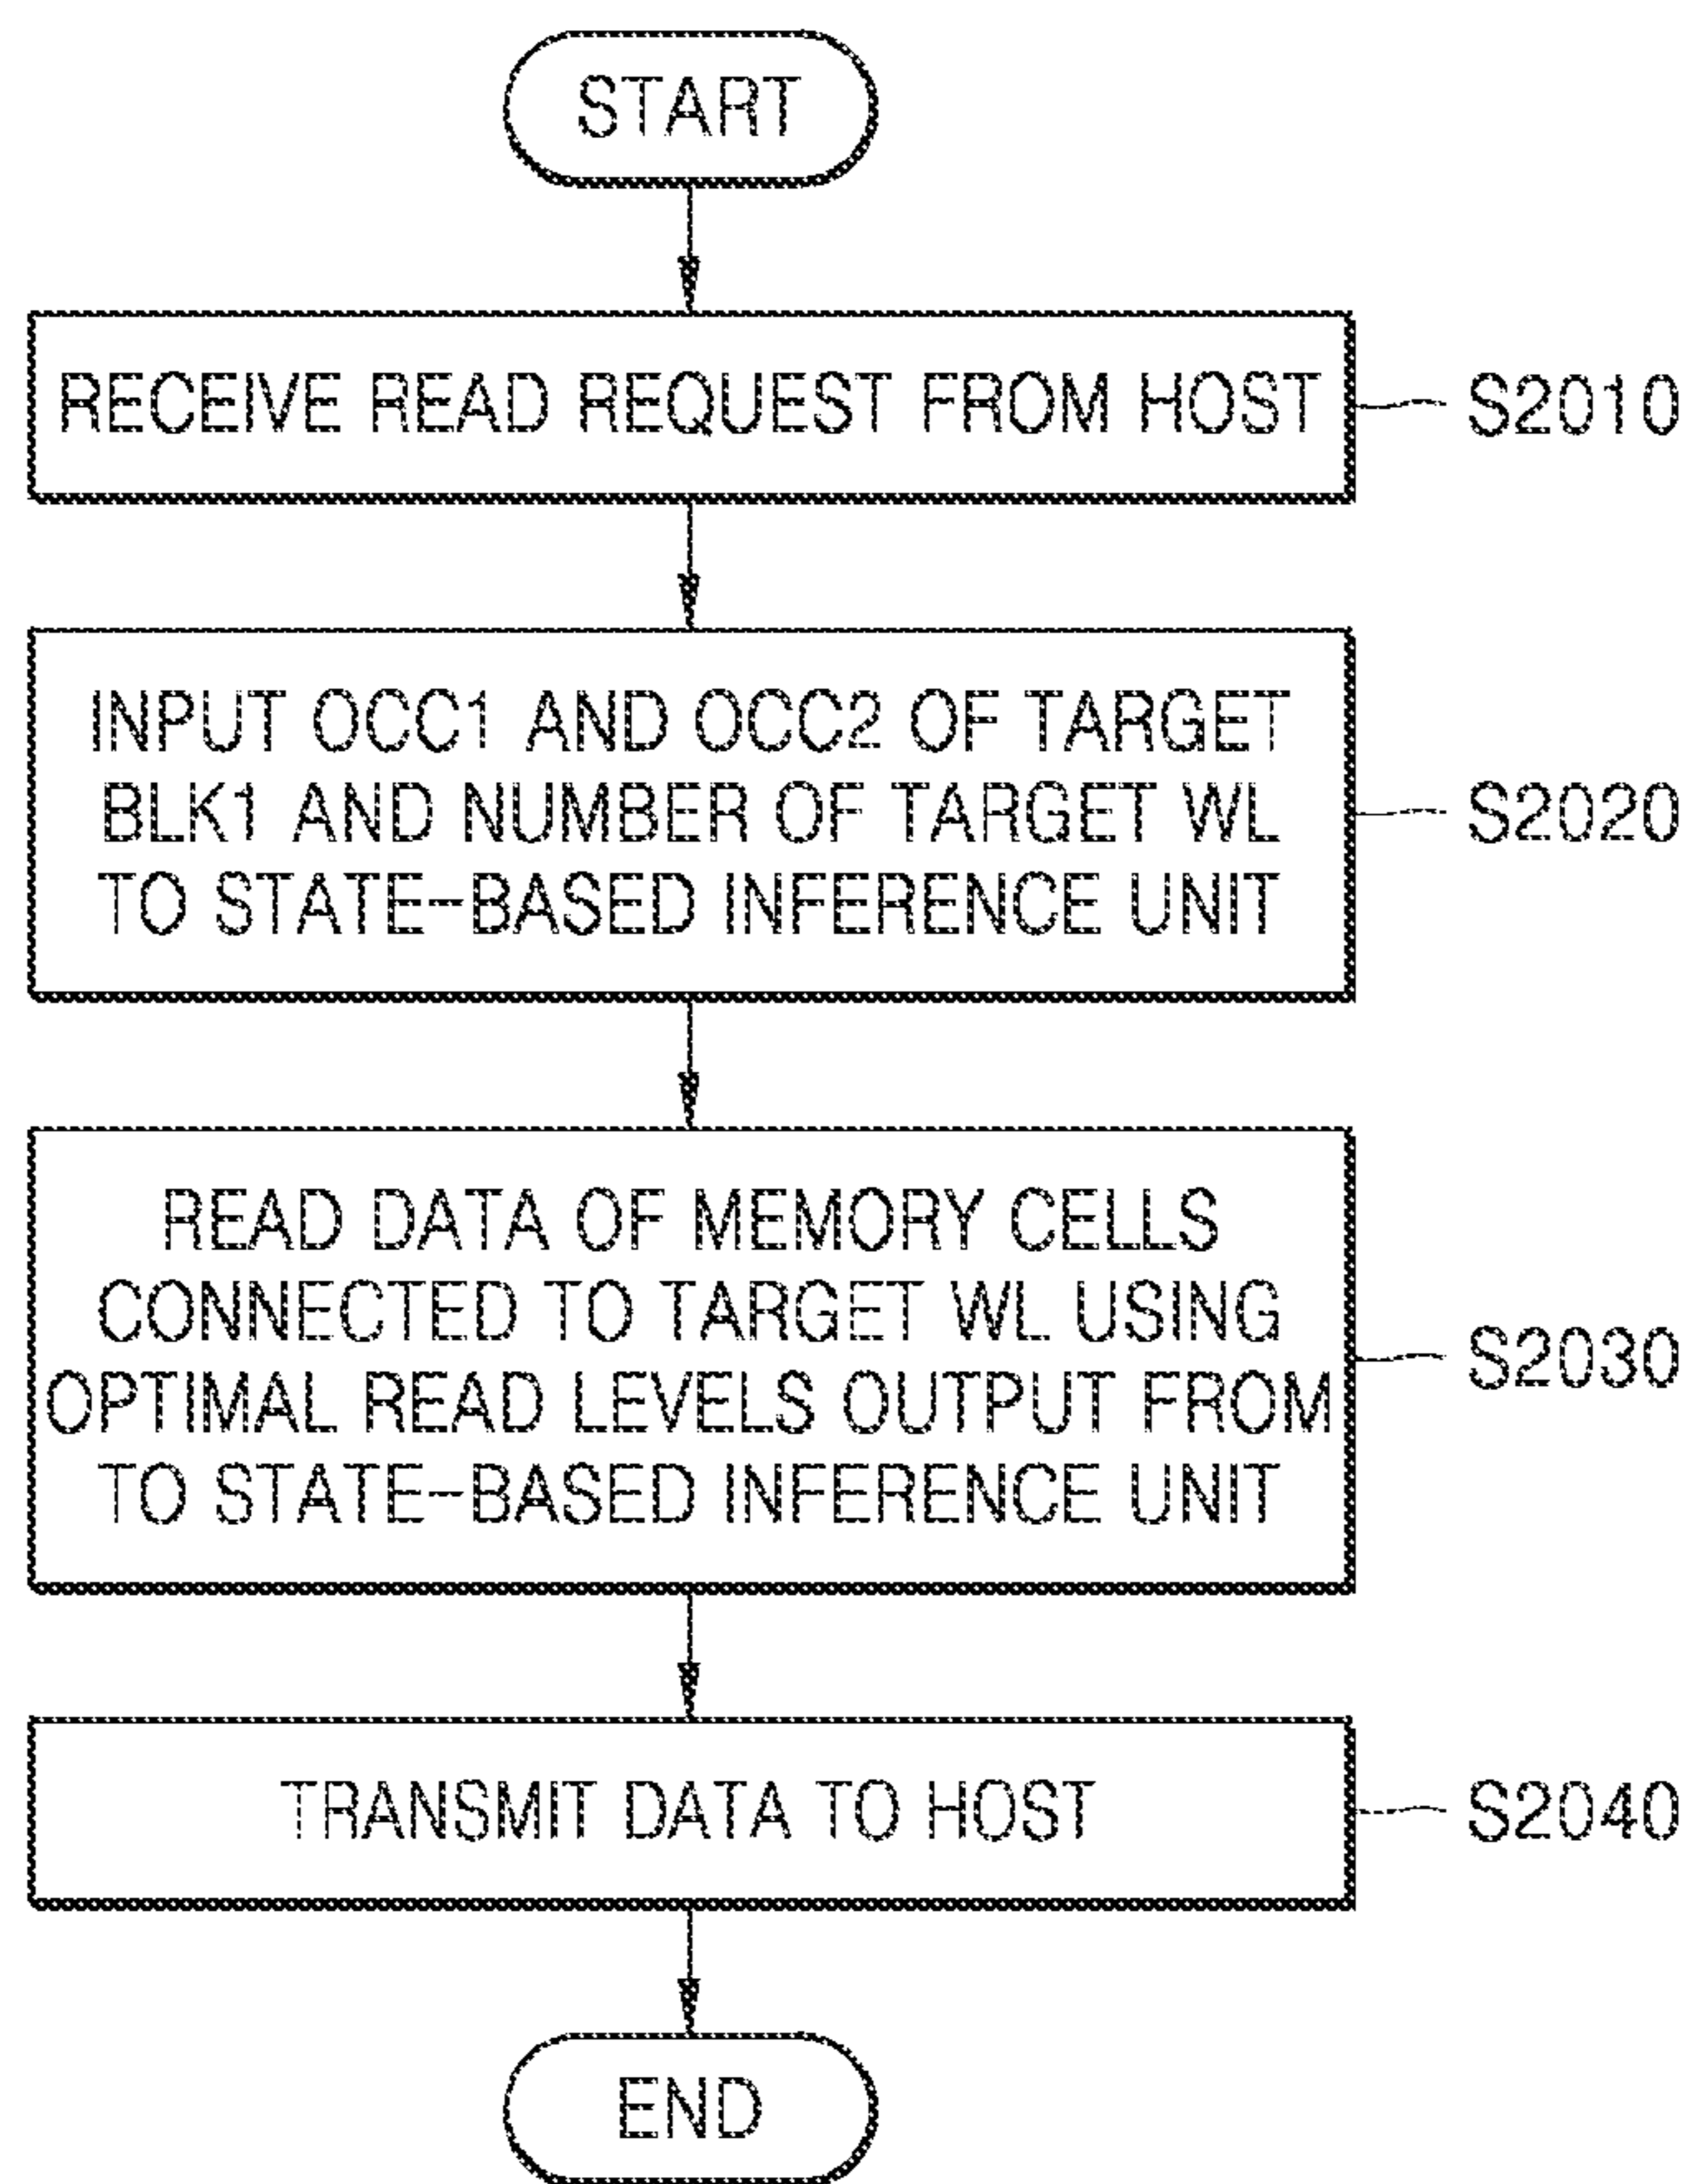 START
RECEIVE READ REQUEST FROM HOST
S2010
INPUT OCC1 AND OCC2 OF TARGET
BLK1 AND NUMBER OF TARGET WL
TO STATE-BASED INFERENCE UNIT
S2020
READ DATA OF MEMORY CELLS
CONNECTED TO TARGET WL USING
OPTIMAL READ LEVELS OUTPUT FROM
TO STATE-BASED INFERENCE UNIT
S2030
TRANSMIT DATA TO HOST
S2040
END